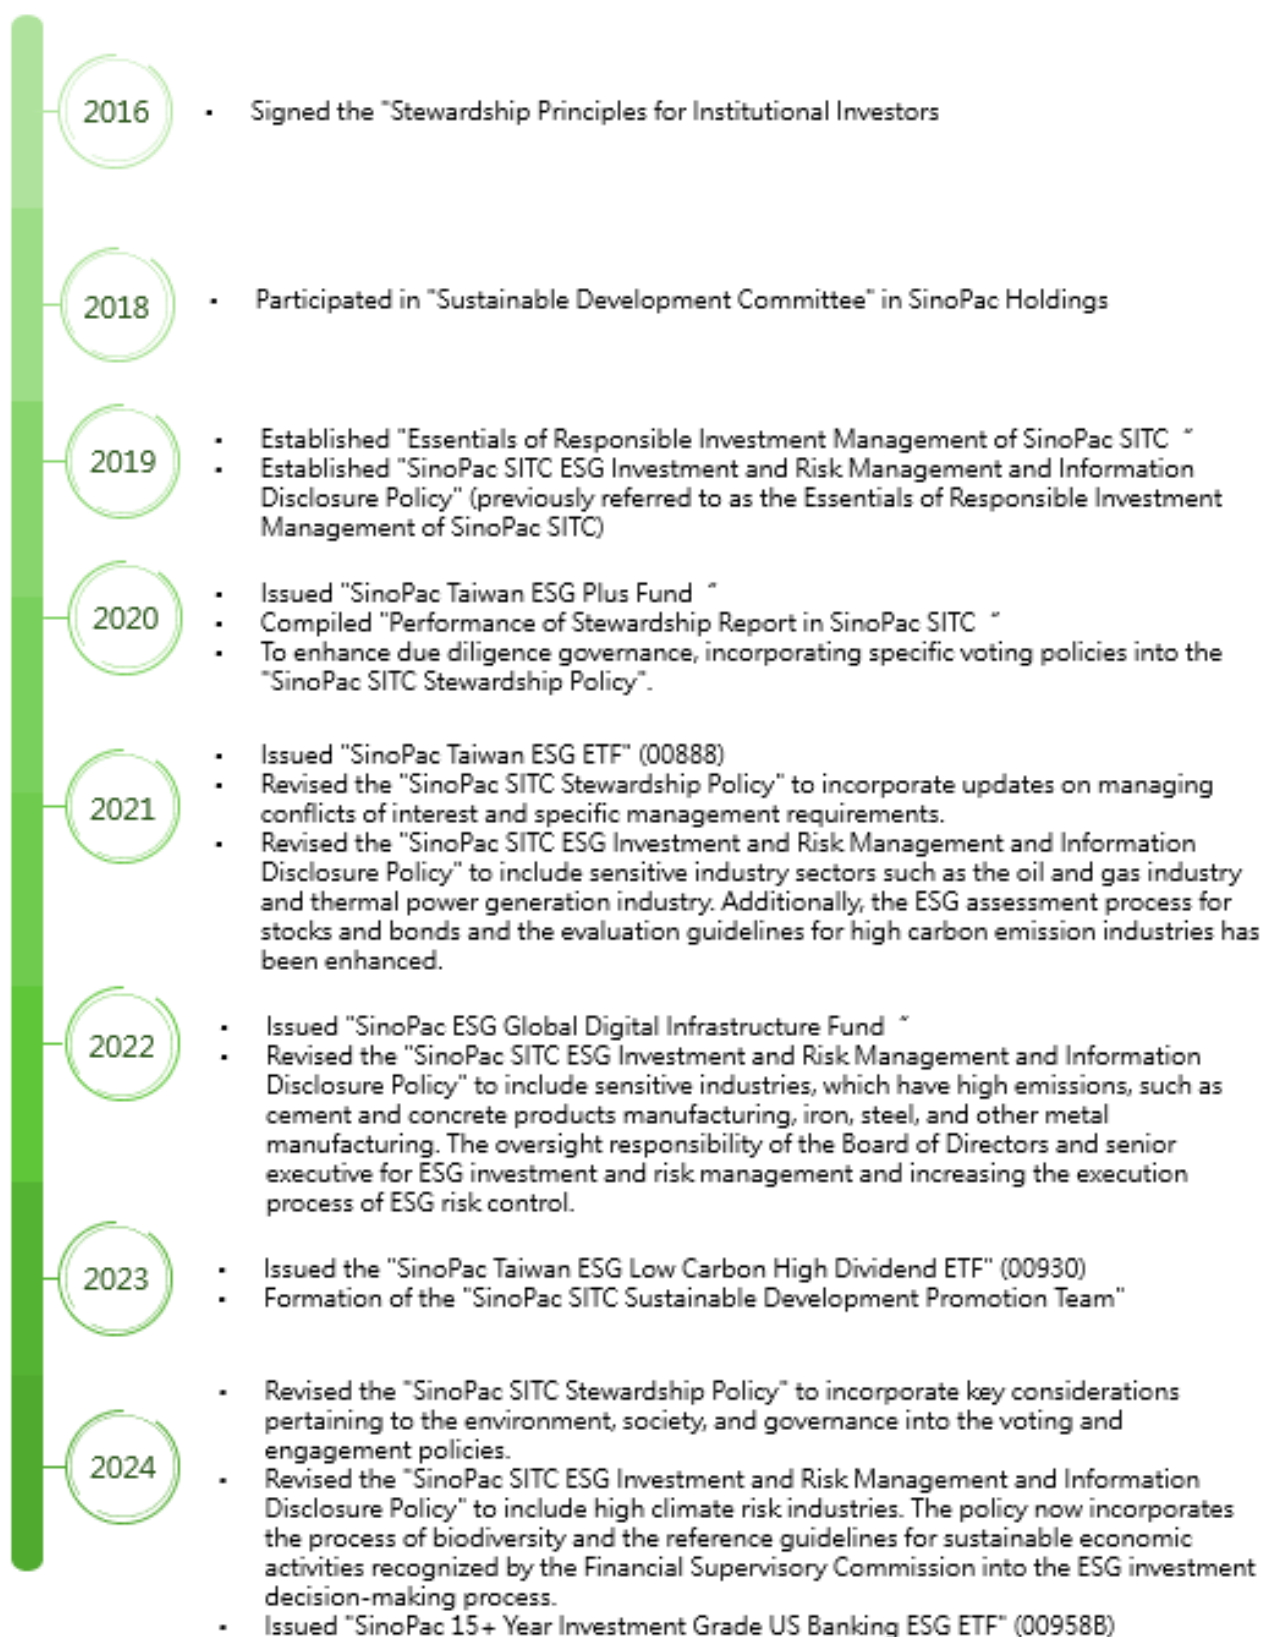 2016
• Signed the "Stewardship Principles for Institutional Investors
2018
• Participated in "Sustainable Development Committee" in SinoPac Holdings
2019
• Established "Essentials of Responsible Investment Management of SinoPac SITC "
• Established "SinoPac SITC ESG Investment and Risk Management and Information
Disclosure Policy" (previously referred to as the Essentials of Responsible Investment
Management of SinoPac SITC)
2020
• Issued "SinoPac Taiwan ESG Plus Fund "
• Compiled "Performance of Stewardship Report in SinoPac SITC "
• To enhance due diligence governance, incorporating specific voting policies into the
"SinoPac SITC Stewardship Policy".
2021
• Issued "SinoPac Taiwan ESG ETF" (00888)
• Revised the "SinoPac SITC Stewardship Policy" to incorporate updates on managing
conflicts of interest and specific management requirements.
• Revised the "SinoPac SITC ESG Investment and Risk Management and Information
Disclosure Policy" to include sensitive industry sectors such as the oil and gas industry
and thermal power generation industry. Additionally, the ESG assessment process for
stocks and bonds and the evaluation guidelines for high carbon emission industries has
been enhanced.
2022
• Issued "SinoPac ESG Global Digital Infrastructure Fund "
• Revised the "SinoPac SITC ESG Investment and Risk Management and Information
Disclosure Policy" to include sensitive industries, which have high emissions, such as
cement and concrete products manufacturing, iron, steel, and other metal
manufacturing. The oversight responsibility of the Board of Directors and senior
executive for ESG investment and risk management and increasing the execution
process of ESG risk control.
2023
• Issued the "SinoPac Taiwan ESG Low Carbon High Dividend ETF" (00930)
• Formation of the "SinoPac SITC Sustainable Development Promotion Team"
2024
• Revised the "SinoPac SITC Stewardship Policy" to incorporate key considerations
pertaining to the environment, society, and governance into the voting and
engagement policies.
• Revised the "SinoPac SITC ESG Investment and Risk Management and Information
Disclosure Policy" to include high climate risk industries. The policy now incorporates
the process of biodiversity and the reference guidelines for sustainable economic
activities recognized by the Financial Supervisory Commission into the ESG investment
decision-making process.
• Issued "SinoPac 15+ Year Investment Grade US Banking ESG ETF" (00958B)